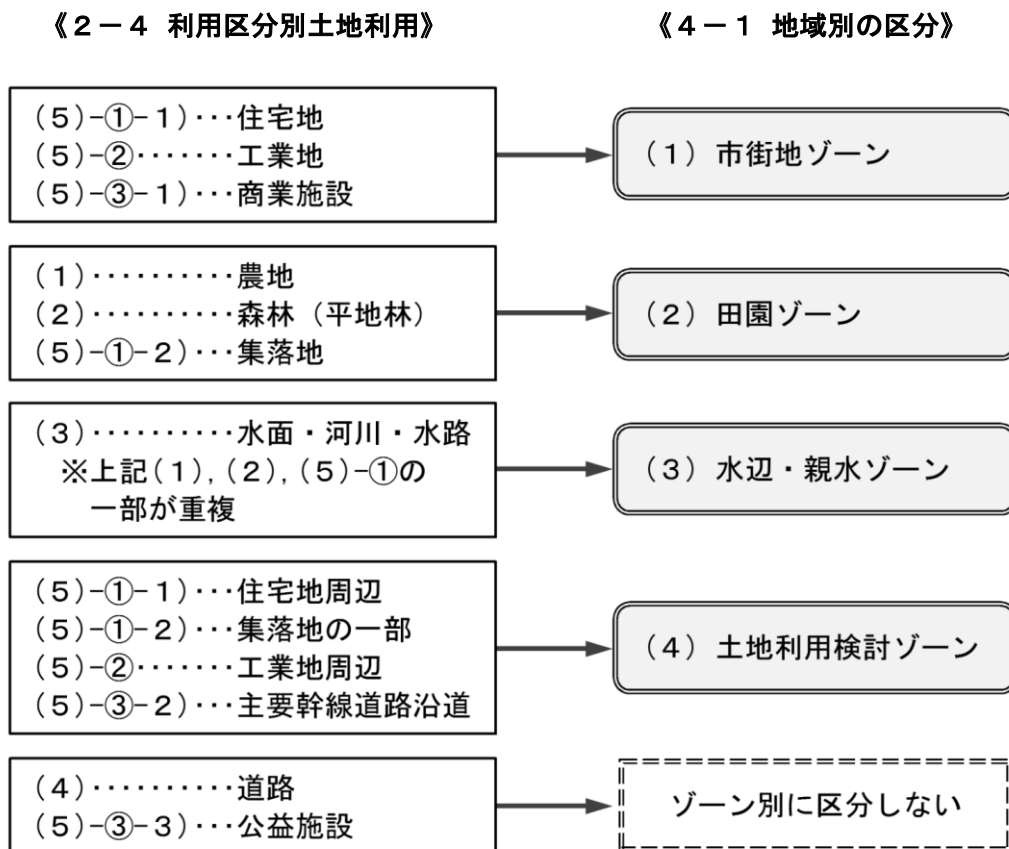 《２－４ 利用区分別土地利用》
《４－１ 地域別の区分》
(５)-①-１)･･･住宅地
(５)-②･･･････工業地
(５)-③-１)･･･商業施設
(１)市街地ゾーン
(１)･･････････農地
(２)･･････････森林（平地林）
(５)-①-２)･･･集落地
(２)田園ゾーン
(３)･･････････水面・河川・水路
※上記(１),(２),(５)-①の
一部が重複
(３)水辺・親水ゾーン
(５)-①-１)･･･住宅地周辺
(５)-①-２)･･･集落地の一部
(５)-②･･･････工業地周辺
(５)-③-２)･･･主要幹線道路沿道
(４)土地利用検討ゾーン
(４)･･････････道路
(５)-③-３)･･･公益施設
ゾーン別に区分しない